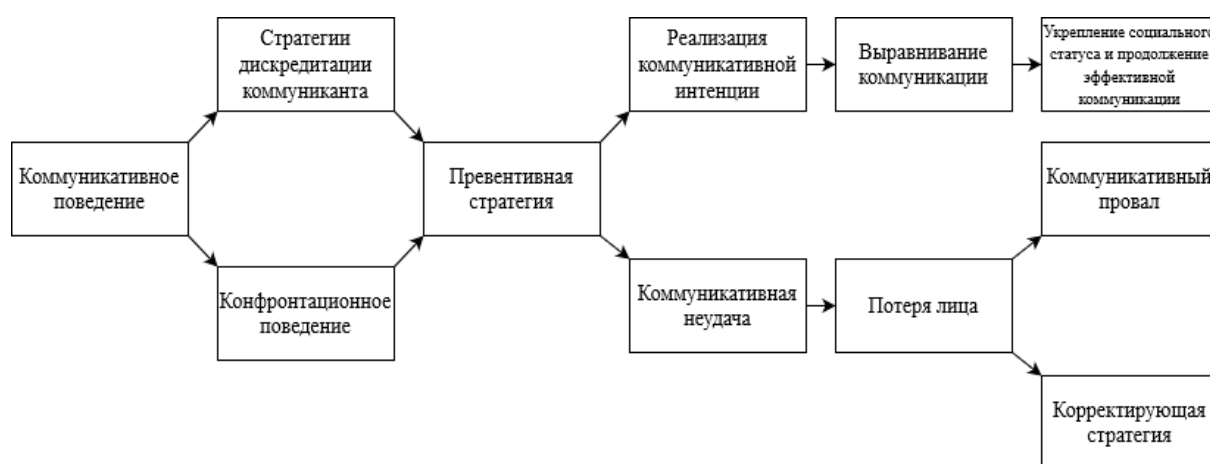 Стратегии
дискредитации
коммуниканта
Реализация
коммуникативной
интенции
Выравнивание
коммуникации
Укрепление социального
статуса и продолжение
эффективной
коммуникации
Коммуникативное
поведение
Превентивная
стратегия
Коммуникативный
провал
Конфронтационное
поведение
Коммуникативная
неудача
Потеря лица
Корректирующая
стратегия